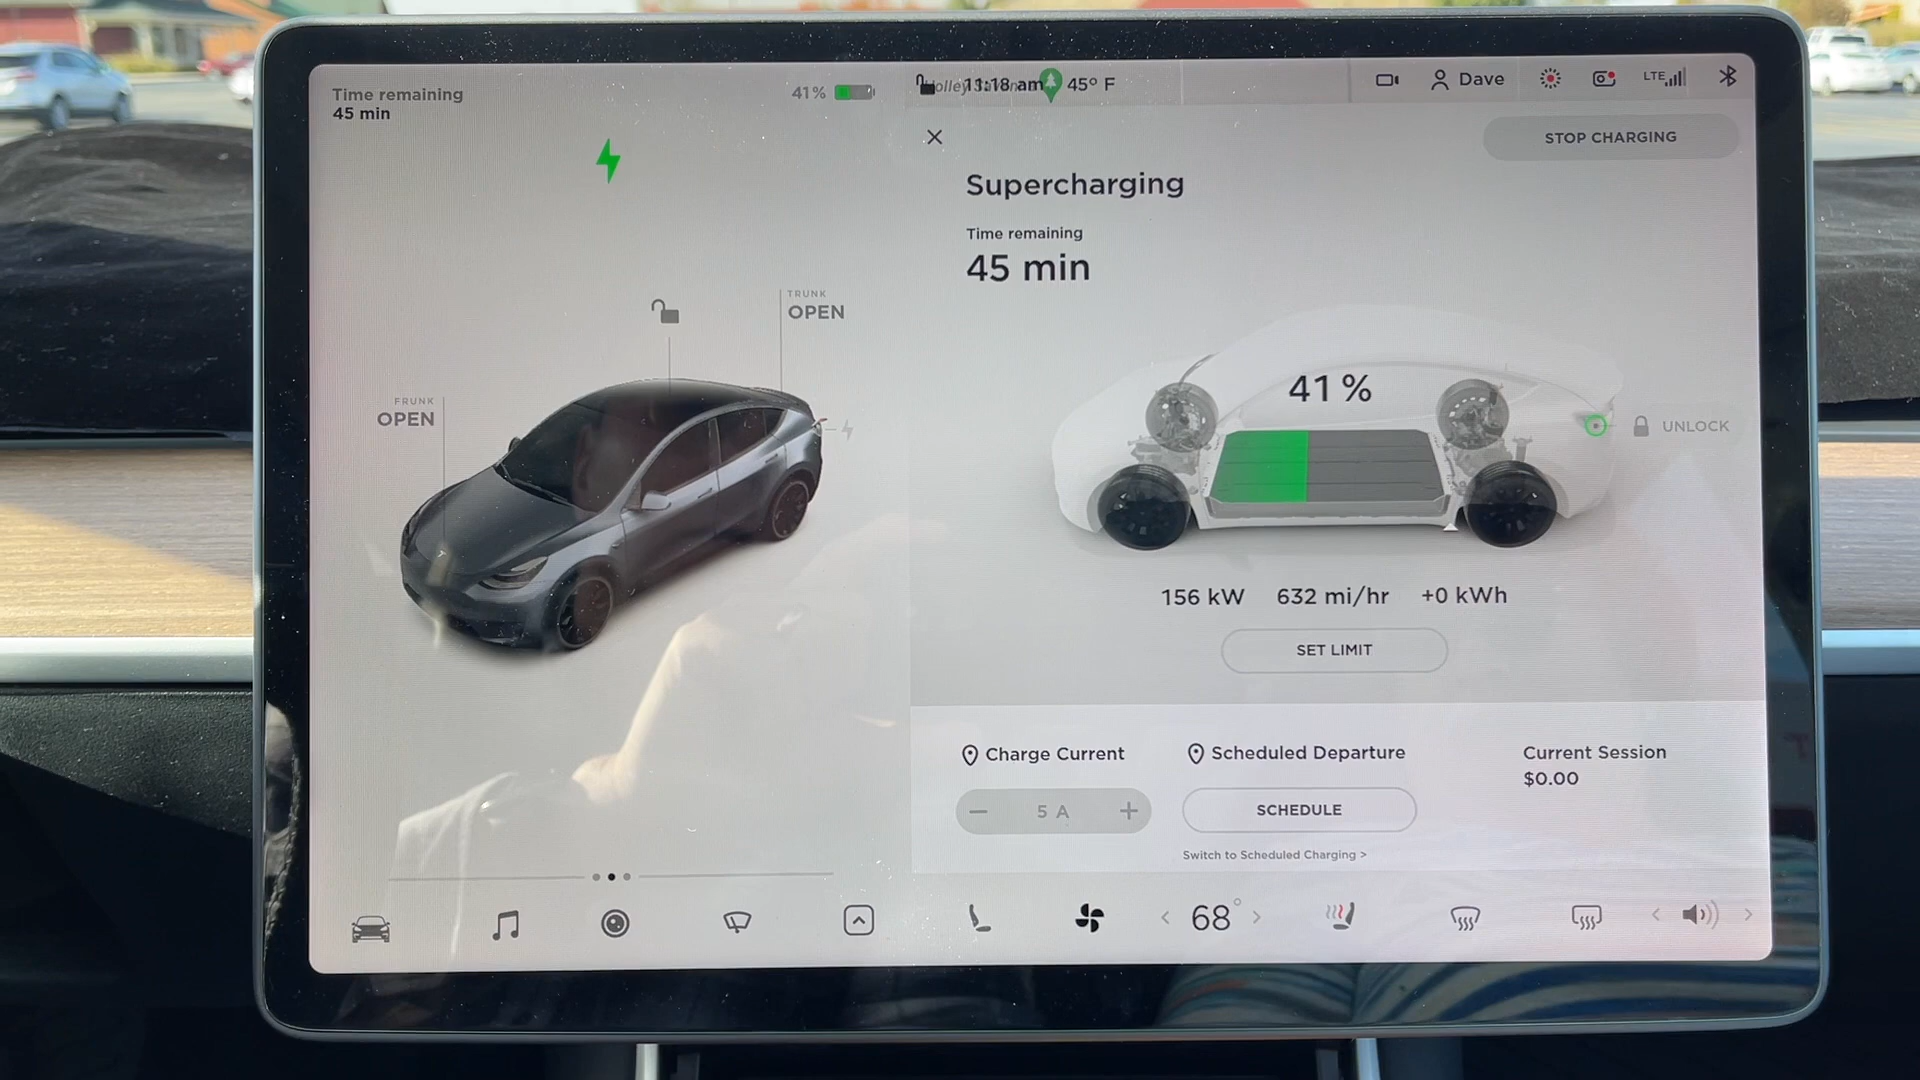 Time remaining
45 min
41%
11:18 am
45° F
Dave
LTE
STOP CHARGING
Supercharging
Time remaining
45 min
TRUNK
OPEN
FRUNK
OPEN
41 %
UNLOCK
156 kW 632 mi/hr +0 kWh
SET LIMIT
Charge Current
Scheduled Departure
Current Session
$0.00
5 A
SCHEDULE
Switch to Scheduled Charging >
68°